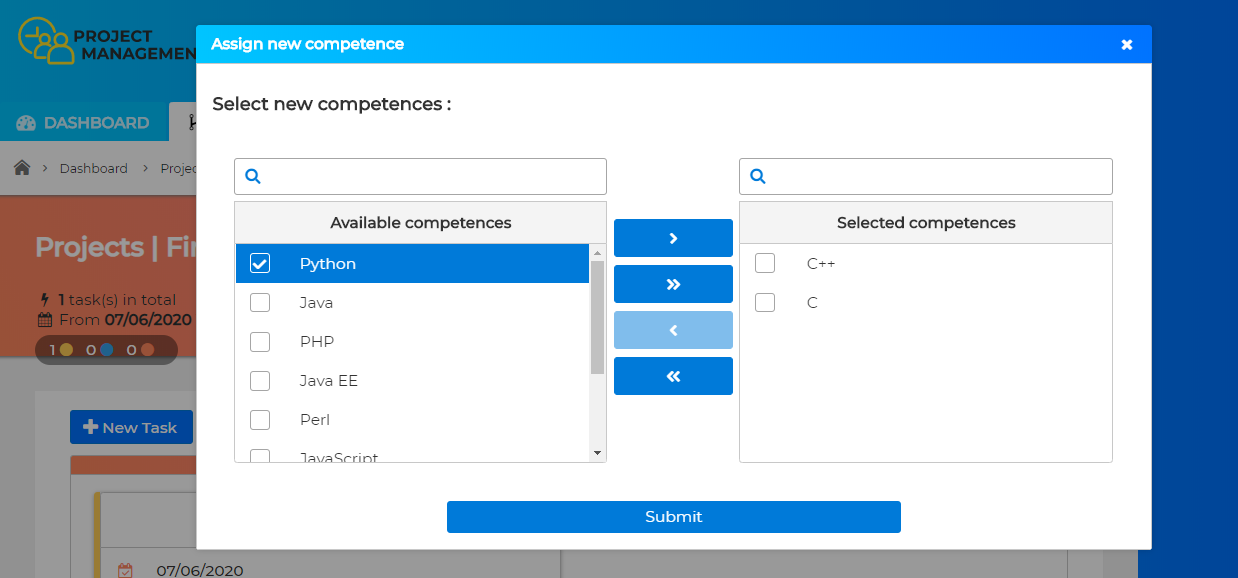 PROJECT
MANAGEMEN
Assign new competence
Select new competences :
DASHBOARD
Dashboard
Projec
Available competences
Selected competences
Python
C++
Java
C
PHP
Java EE
Perl
JavaScript
Projects | Fi
1 task(s) in total
From 07/06/2020
1 0 0
New Task
Submit
07/06/2020